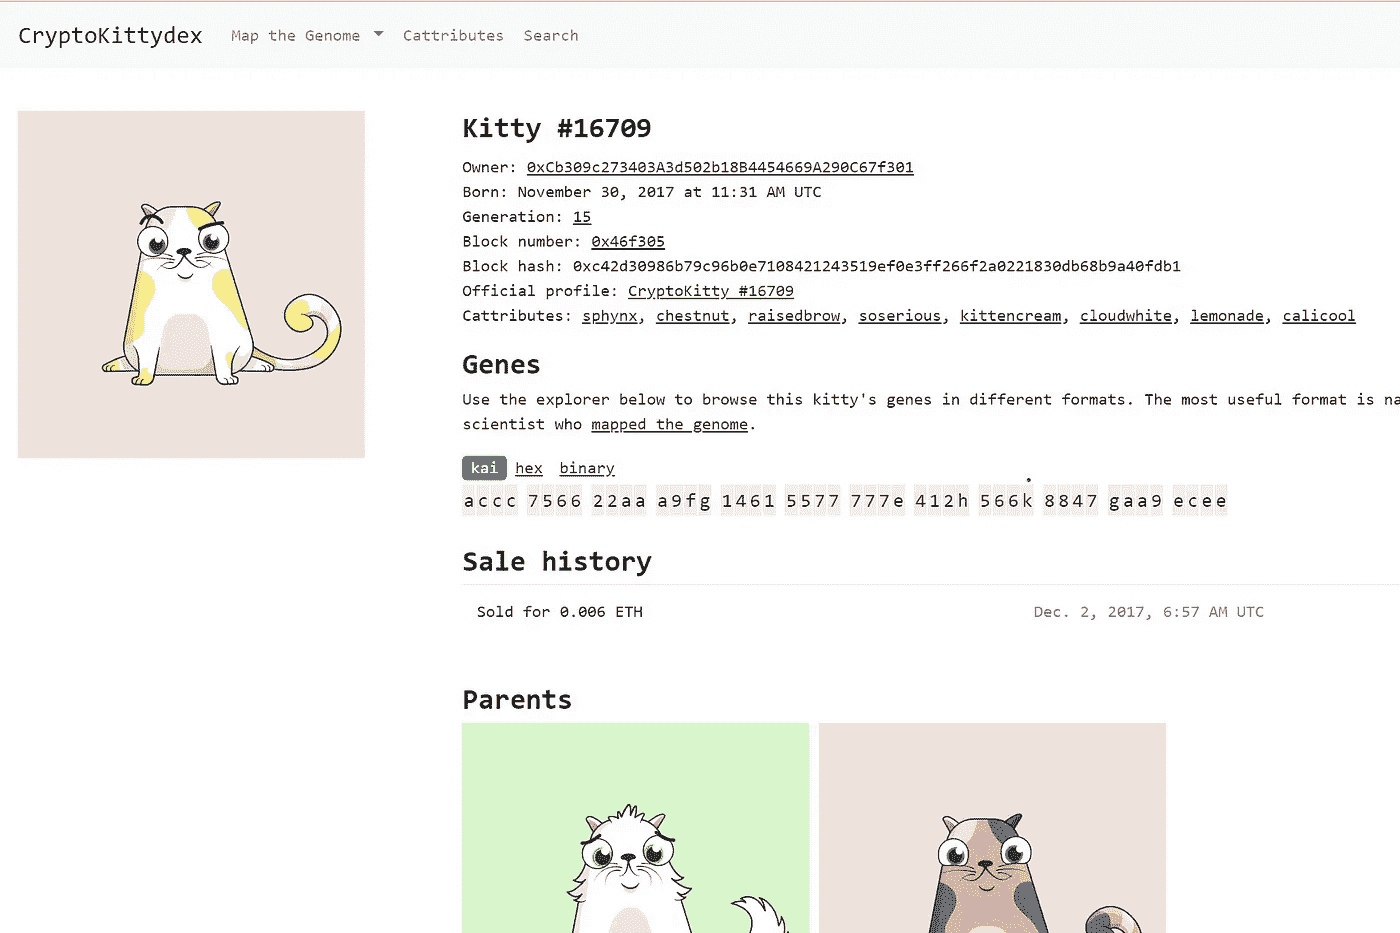 CryptoKittydex Map the Genome Cattributes Search
Kitty #16709
Owner: 0xCb309c273403A3d502b18B4454669A290C67f301
Born: November 30, 2017 at 11:31 AM UTC
Generation: 15
Block number: 0x46f305
Block hash: 0xc42d30986b79c96b0e7108421243519ef0e3ff266f2a0221830db68b9a40fdb1
Official profile: CryptoKitty #16709
Cattributes: sphynx, chestnut, raisedbrow, soserious, kittencream, cloudwhite, lemonade, calicool
Genes
Use the explorer below to browse this kitty's genes in different formats. The most useful format is na
scientist who mapped the genome.
kai hex binary
accc 7566 22aa a9fg 1461 5577 777e 412h 566k 8847 gaa9 ecee
Sale history
Sold for 0.006 ETH Dec. 2, 2017, 6:57 AM UTC
Parents